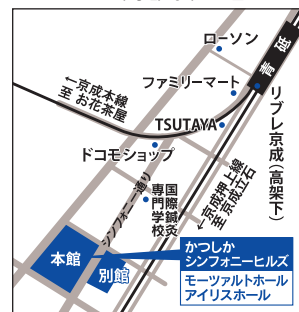 ローソン
青砥
ファミリーマート
←京成本線
至 お花茶屋
リブレ京成（高架下）
TSUTAYA
ドコモショップ
シンフォニー通り
国際鍼灸
専門学校
←京成押上線
至 京成立石
本館
別館
かつしか
シンフォニーヒルズ
モーツァルトホール
アイリスホール